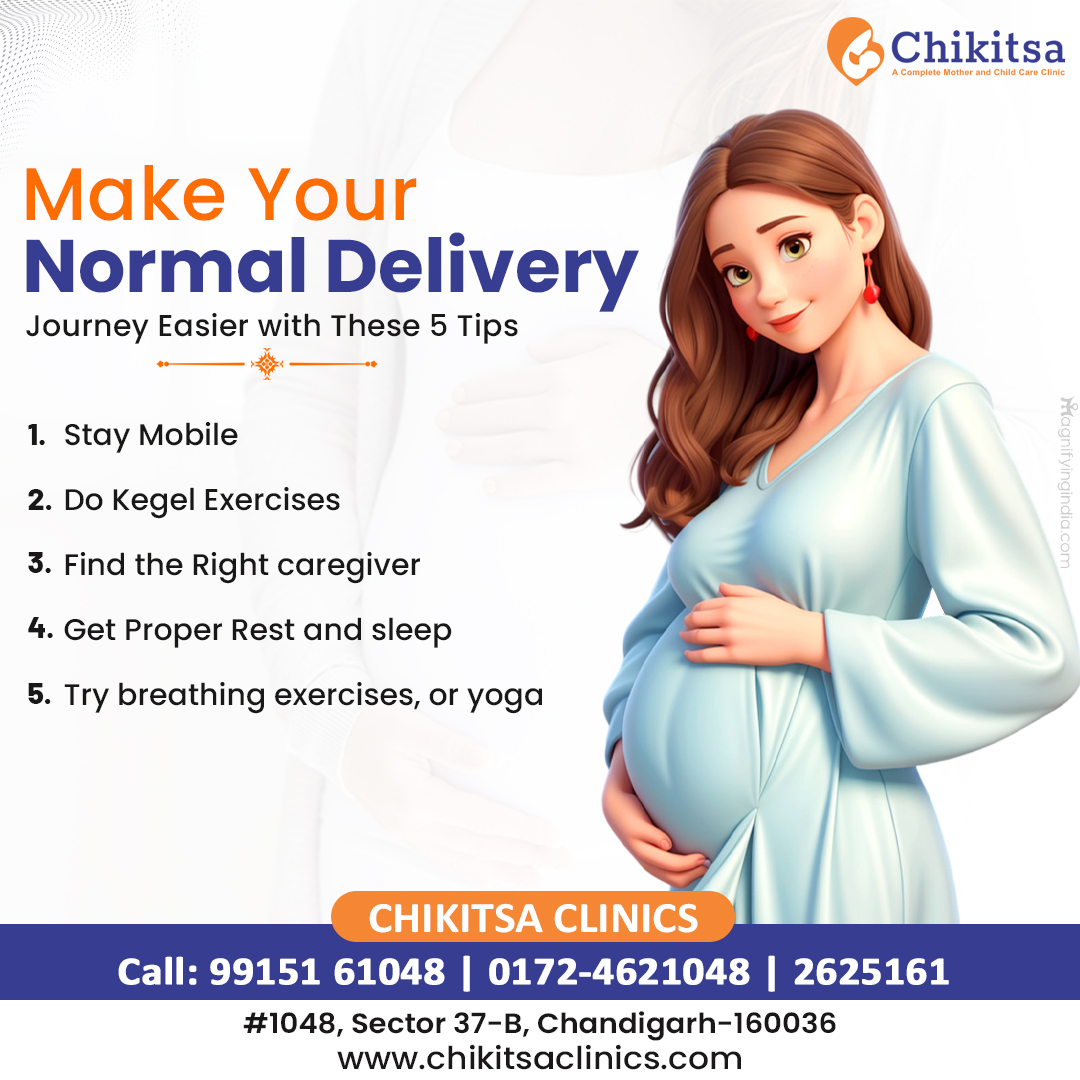 Chikitsa
A Complete Mother and Child Care Clinic
Make Your
Normal Delivery
Journey Easier with These 5 Tips
1. Stay Mobile
2. Do Kegel Exercises
3. Find the Right caregiver
4. Get Proper Rest and sleep
5. Try breathing exercises, or yoga
Magnifyingindia.com
CHIKITSA CLINICS
Call: 99151 61048 | 0172-4621048 | 2625161
#1048, Sector 37-B, Chandigarh-160036
www.chikitsaclinics.com